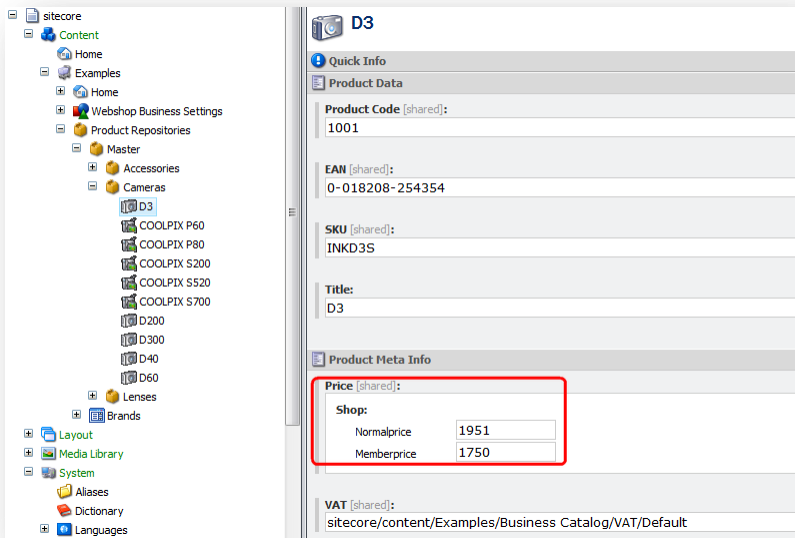 sitecore
Content
Home
Examples
Home
Webshop Business Settings
Product Repositories
Master
Accessories
Cameras
D3
COOLPIX P60
COOLPIX P80
COOLPIX S200
COOLPIX S520
COOLPIX S700
D200
D300
D40
D60
Lenses
Brands
Layout
Media Library
System
Aliases
Dictionary
Languages
D3
Quick Info
Product Data
Product Code [shared]:
1001
EAN [shared]:
0-018208-254354
SKU [shared]:
INKD3S
Title:
D3
Product Meta Info
Price [shared]:
Shop:
Normalprice 1951
Memberprice 1750
VAT [shared]:
sitecore/content/Examples/Business Catalog/VAT/Default